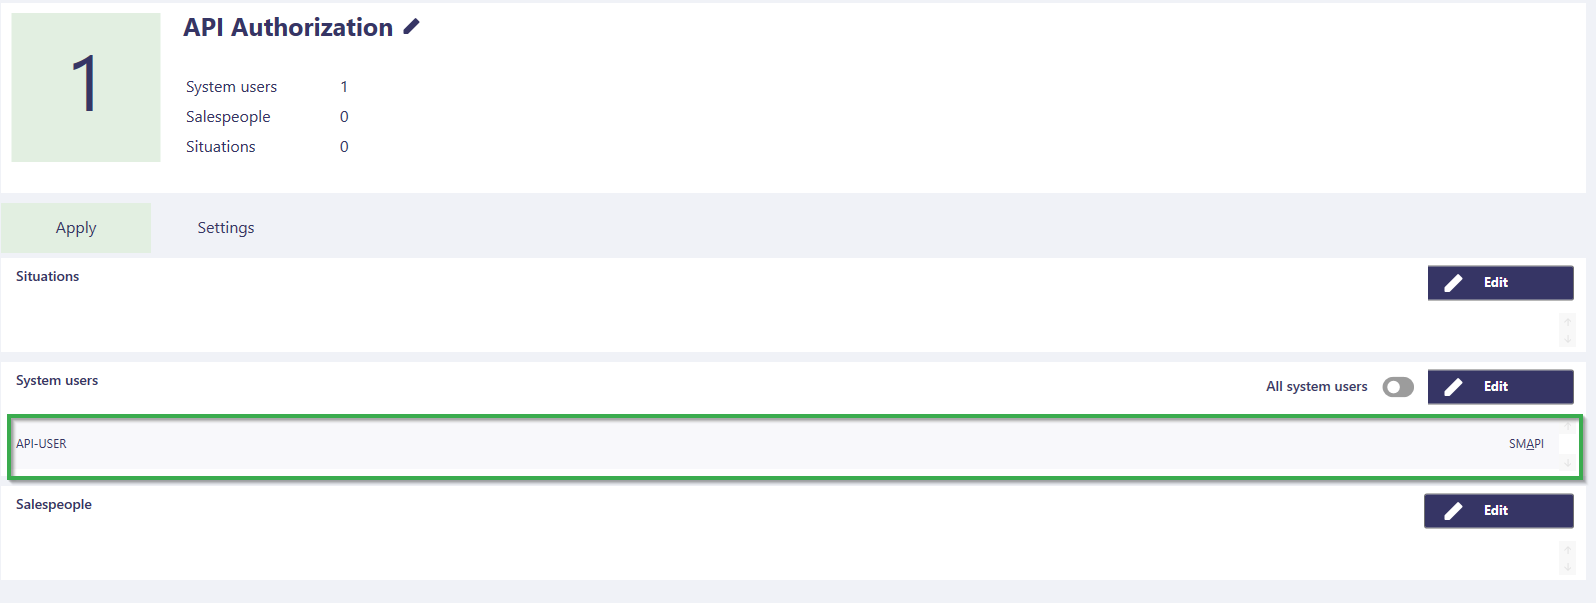 1
API Authorization
System users 1
Salespeople 0
Situations 0
Apply Settings
Situations
Edit
System users
All system users Edit
API-USER SMAPI
Salespeople
Edit